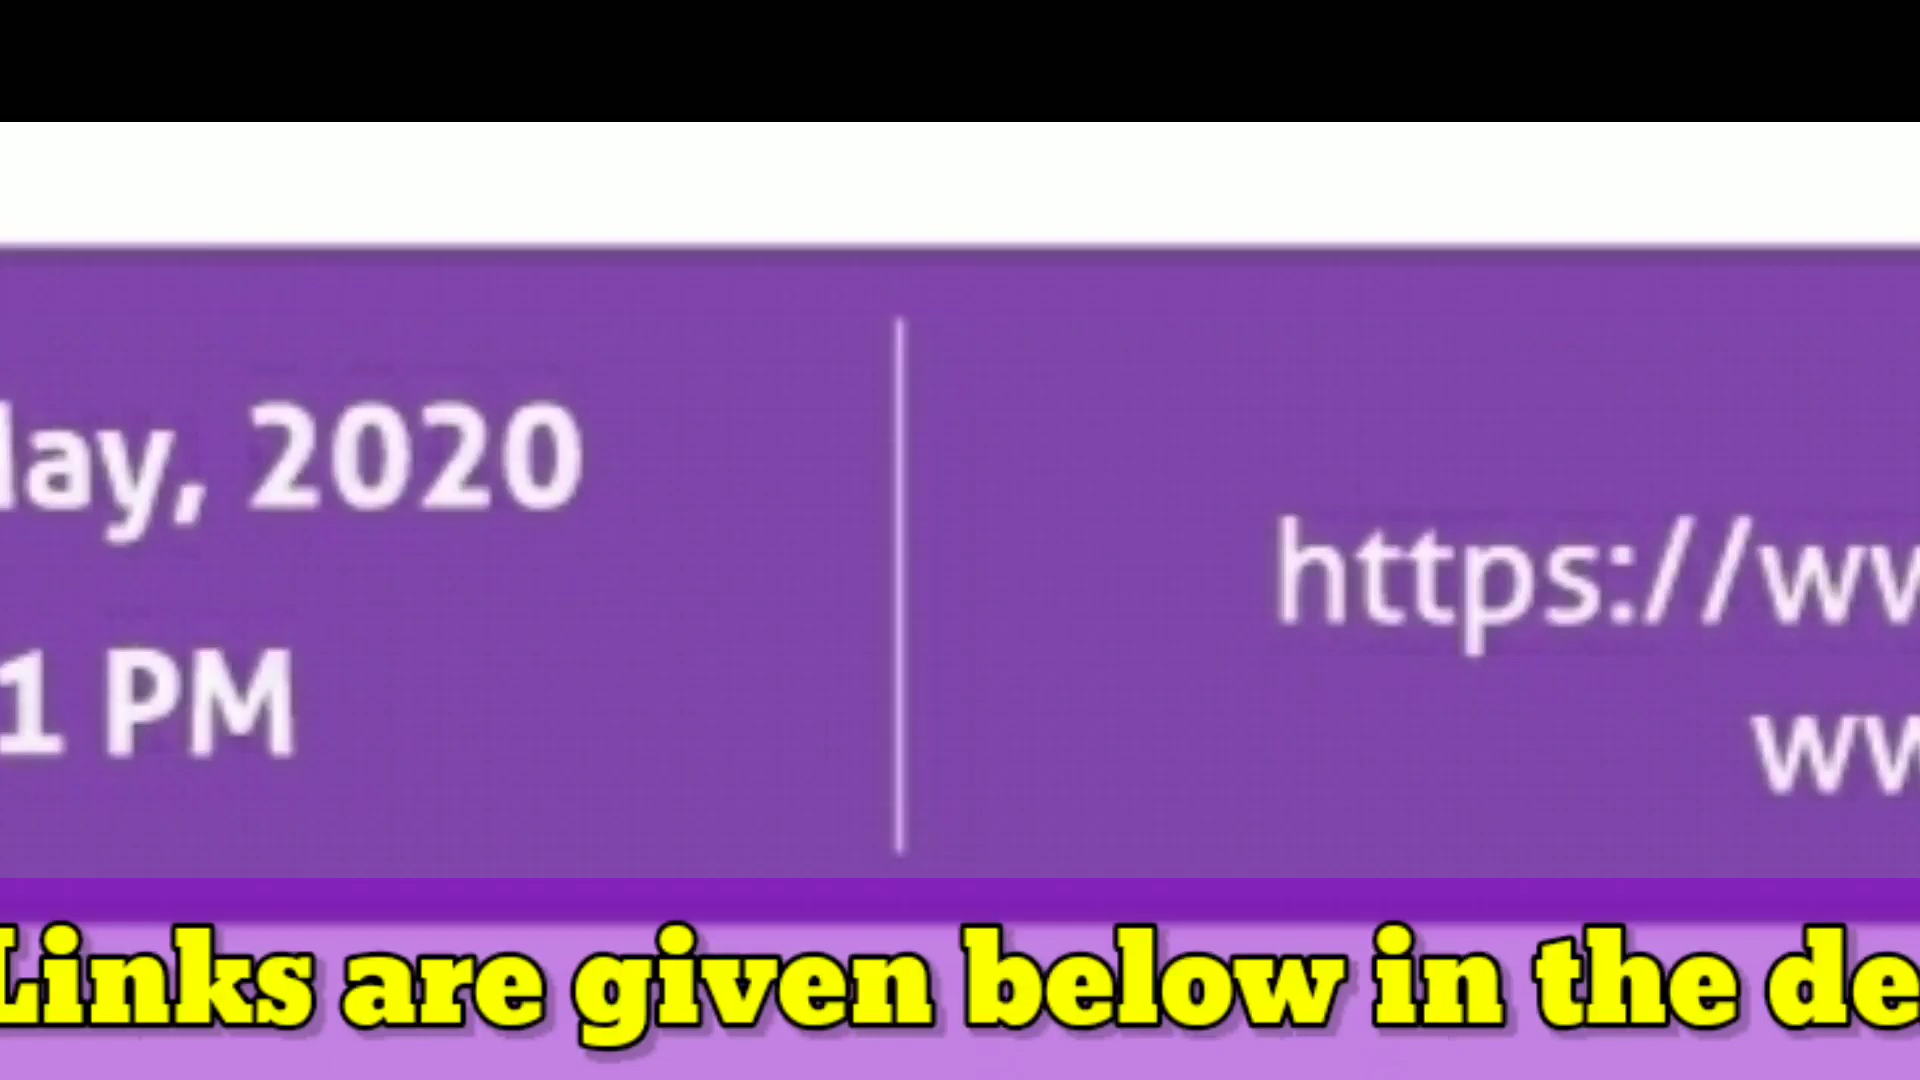 lay, 2020
1 PM
https://ww
ww
Links are given below in the de